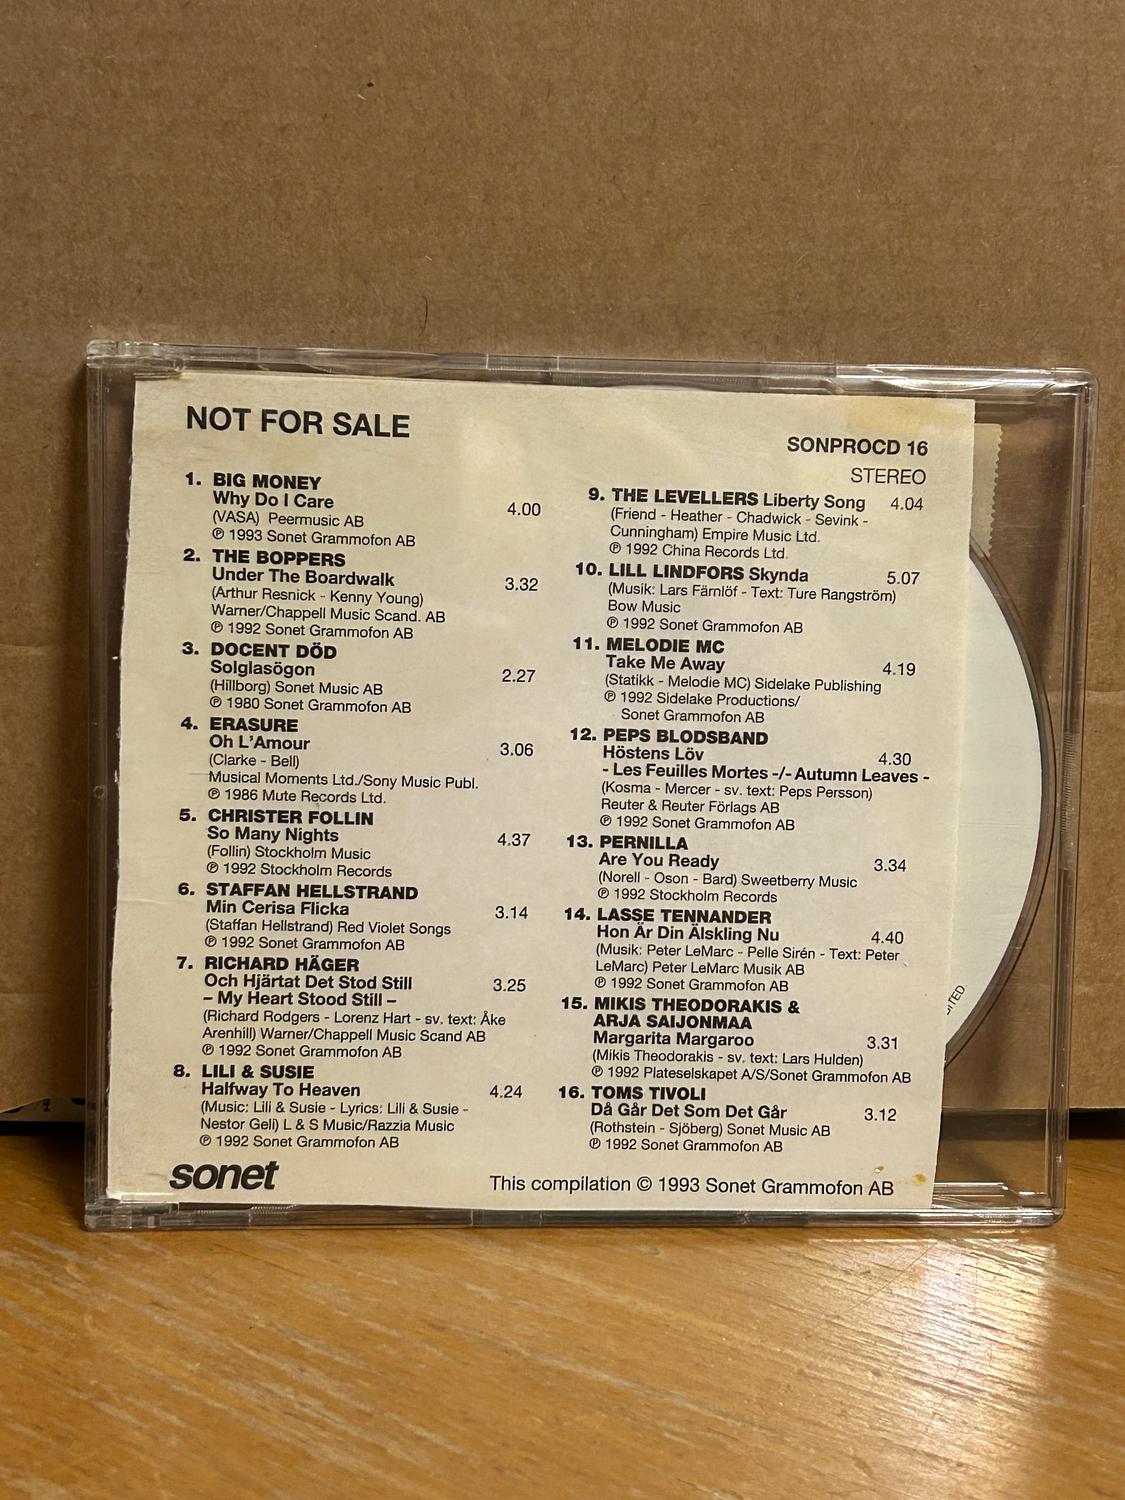 NOT FOR SALE
SONPROCD 16
STEREO
1. BIG MONEY
Why Do I Care 4.00
(VASA) Peermusic AB
℗ 1993 Sonet Grammofon AB
2. THE BOPPERS
Under The Boardwalk 3.32
(Arthur Resnick - Kenny Young)
Warner/Chappell Music Scand. AB
℗ 1992 Sonet Grammofon AB
3. DOCENT DÖD
Solglasögon 2.27
(Hillborg) Sonet Music AB
℗ 1980 Sonet Grammofon AB
4. ERASURE
Oh L'Amour 3.06
(Clarke - Bell)
Musical Moments Ltd./Sony Music Publ.
℗ 1986 Mute Records Ltd.
5. CHRISTER FOLLIN
So Many Nights 4.37
(Follin) Stockholm Music
℗ 1992 Stockholm Records
6. STAFFAN HELLSTRAND
Min Cerisa Flicka 3.14
(Staffan Hellstrand) Red Violet Songs
℗ 1992 Sonet Grammofon AB
7. RICHARD HÄGER
Och Hjärtat Det Stod Still 3.25
– My Heart Stood Still –
(Richard Rodgers - Lorenz Hart - sv. text: Åke
Arenhill) Warner/Chappell Music Scand AB
℗ 1992 Sonet Grammofon AB
8. LILI & SUSIE
Halfway To Heaven 4.24
(Music: Lili & Susie - Lyrics: Lili & Susie -
Nestor Geli) L & S Music/Razzia Music
℗ 1992 Sonet Grammofon AB
9. THE LEVELLERS Liberty Song 4.04
(Friend - Heather - Chadwick - Sevink -
Cunningham) Empire Music Ltd.
℗ 1992 China Records Ltd.
10. LILL LINDFORS Skynda 5.07
(Musik: Lars Färnlöf - Text: Ture Rangström)
Bow Music
℗ 1992 Sonet Grammofon AB
11. MELODIE MC
Take Me Away 4.19
(Statikk - Melodie MC) Sidelake Publishing
℗ 1992 Sidelake Productions/
Sonet Grammofon AB
12. PEPS BLODSBAND
Höstens Löv 4.30
- Les Feuilles Mortes -/- Autumn Leaves -
(Kosma - Mercer - sv. text: Peps Persson)
Reuter & Reuter Förlags AB
℗ 1992 Sonet Grammofon AB
13. PERNILLA
Are You Ready 3.34
(Norell - Oson - Bard) Sweetberry Music
℗ 1992 Stockholm Records
14. LASSE TENNANDER
Hon Är Din Älskling Nu 4.40
(Musik: Peter LeMarc - Pelle Sirén - Text: Peter
LeMarc) Peter LeMarc Musik AB
℗ 1992 Sonet Grammofon AB
15. MIKIS THEODORAKIS &
ARJA SAIJONMAA
Margarita Margaroo 3.31
(Mikis Theodorakis - sv. text: Lars Hulden)
℗ 1992 Plateselskapet A/S/Sonet Grammofon AB
16. TOMS TIVOLI
Då Går Det Som Det Går 3.12
(Rothstein - Sjöberg) Sonet Music AB
℗ 1992 Sonet Grammofon AB
sonet
This compilation © 1993 Sonet Grammofon AB